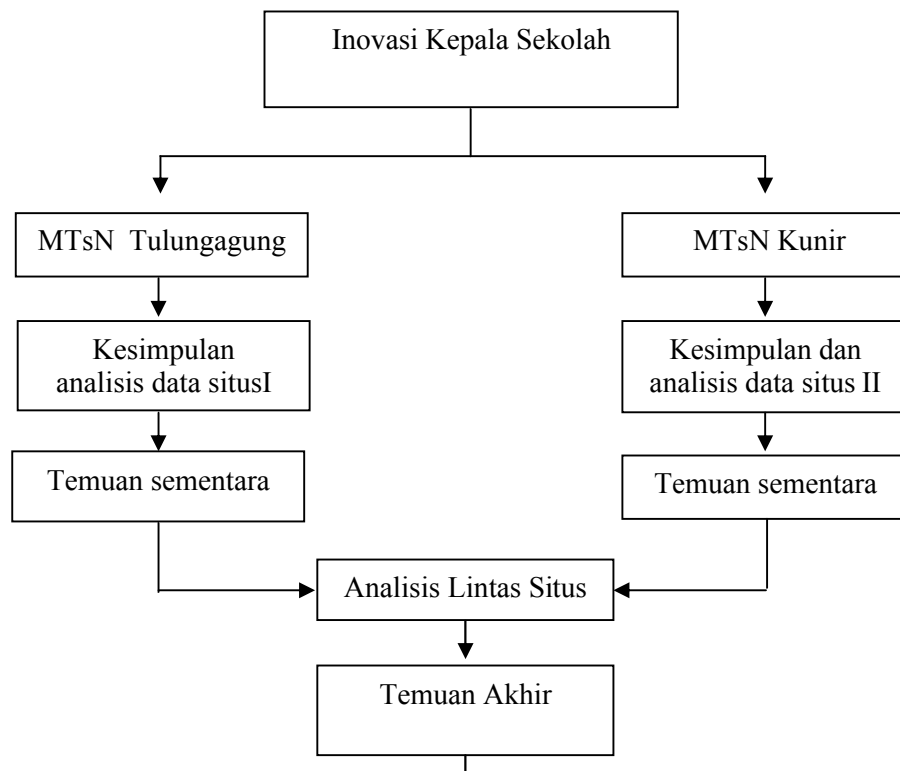 Inovasi Kepala Sekolah
MTsN  Tulungagung
MTsN Kunir
Kesimpulan
analisis data situsI
Kesimpulan dan
analisis data situs II
Temuan sementara
Temuan sementara
Analisis Lintas Situs
Temuan Akhir